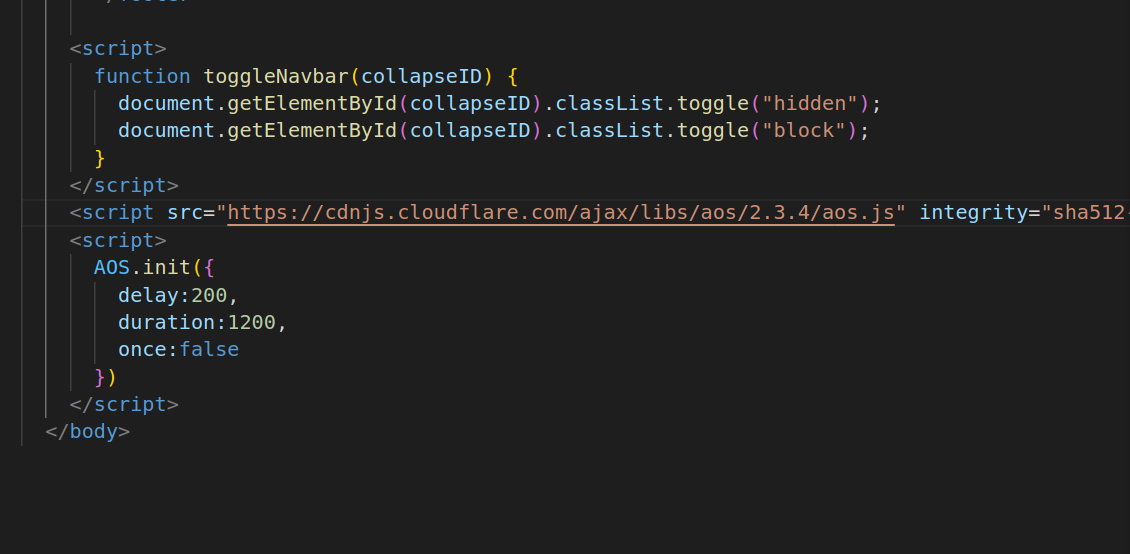 <script>
function toggleNavbar(collapseID) {
document.getElementById(collapseID).classList.toggle("hidden");
document.getElementById(collapseID).classList.toggle("block");
}
</script>
<script src="https://cdnjs.cloudflare.com/ajax/libs/aos/2.3.4/aos.js" integrity="sha512
<script>
AOS.init({
delay:200,
duration:1200,
once:false
})
</script>
</body>